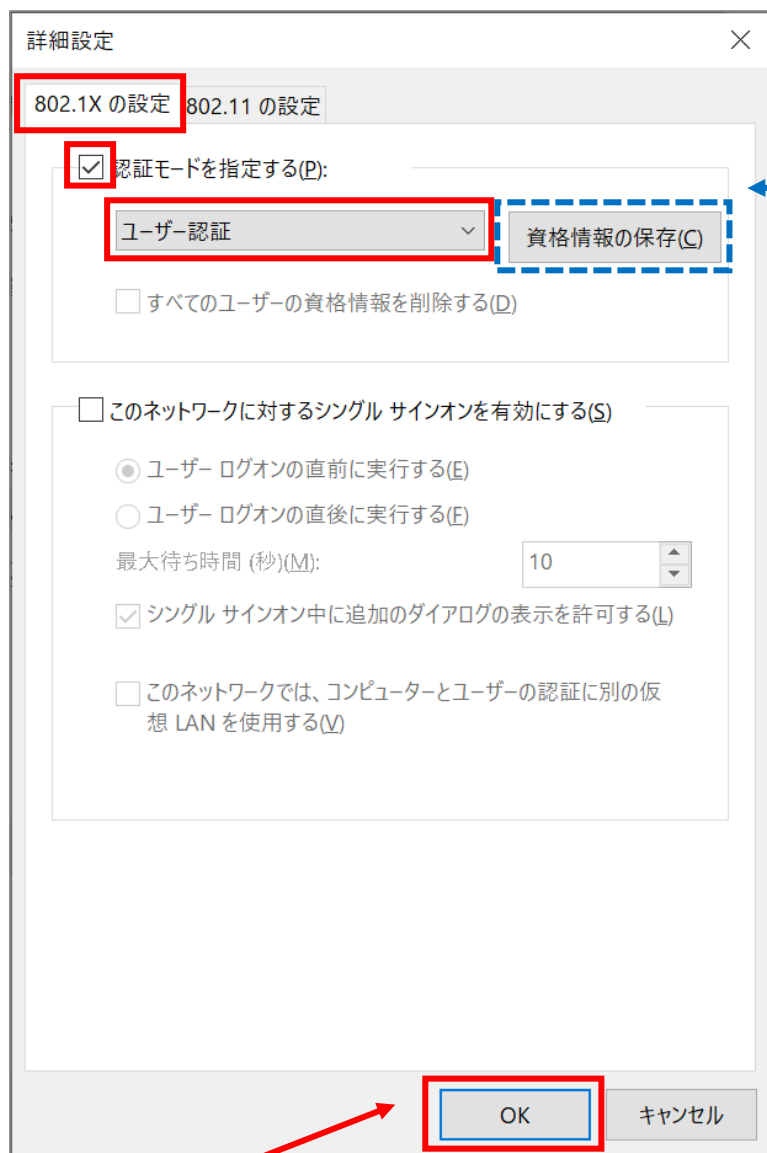 詳細設定
802.1X の設定 802.11 の設定
認証モードを指定する(P):
ユーザー認証 資格情報の保存(C)
すべてのユーザーの資格情報を削除する(D)
このネットワークに対するシングル サインオンを有効にする(S)
ユーザー ログオンの直前に実行する(E)
ユーザー ログオンの直後に実行する(F)
最大待ち時間 (秒)(M): 10
シングル サインオン中に追加のダイアログの表示を許可する(L)
このネットワークでは、コンピューターとユーザーの認証に別の仮
想 LAN を使用する(V)
OK キャンセル